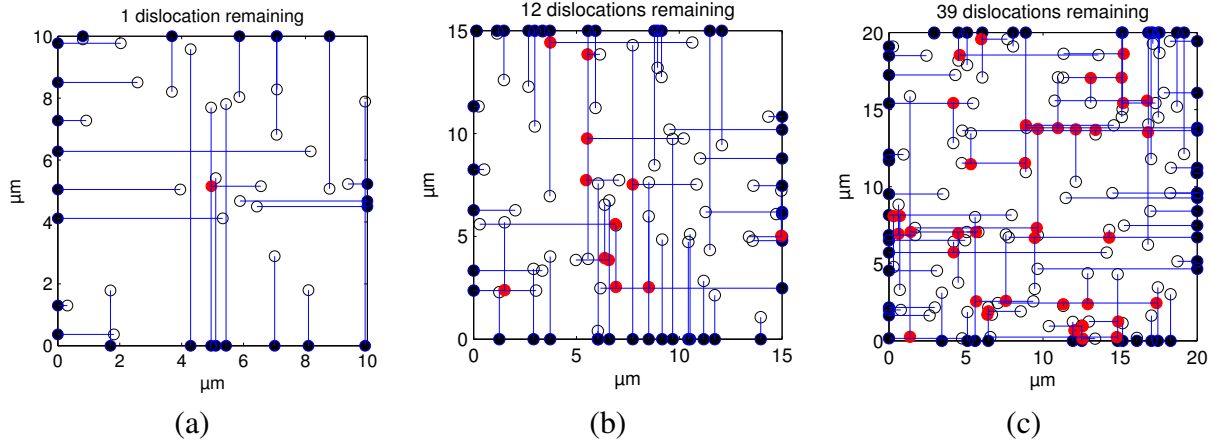 1 dislocation remaining
10
8
6
4
2
0
µm
0 2 4 6 8 10
µm
(a)
12 dislocations remaining
15
10
5
0
µm
0 5 10 15
µm
(b)
39 dislocations remaining
20
15
10
5
0
µm
0 5 10 15 20
µm
(c)